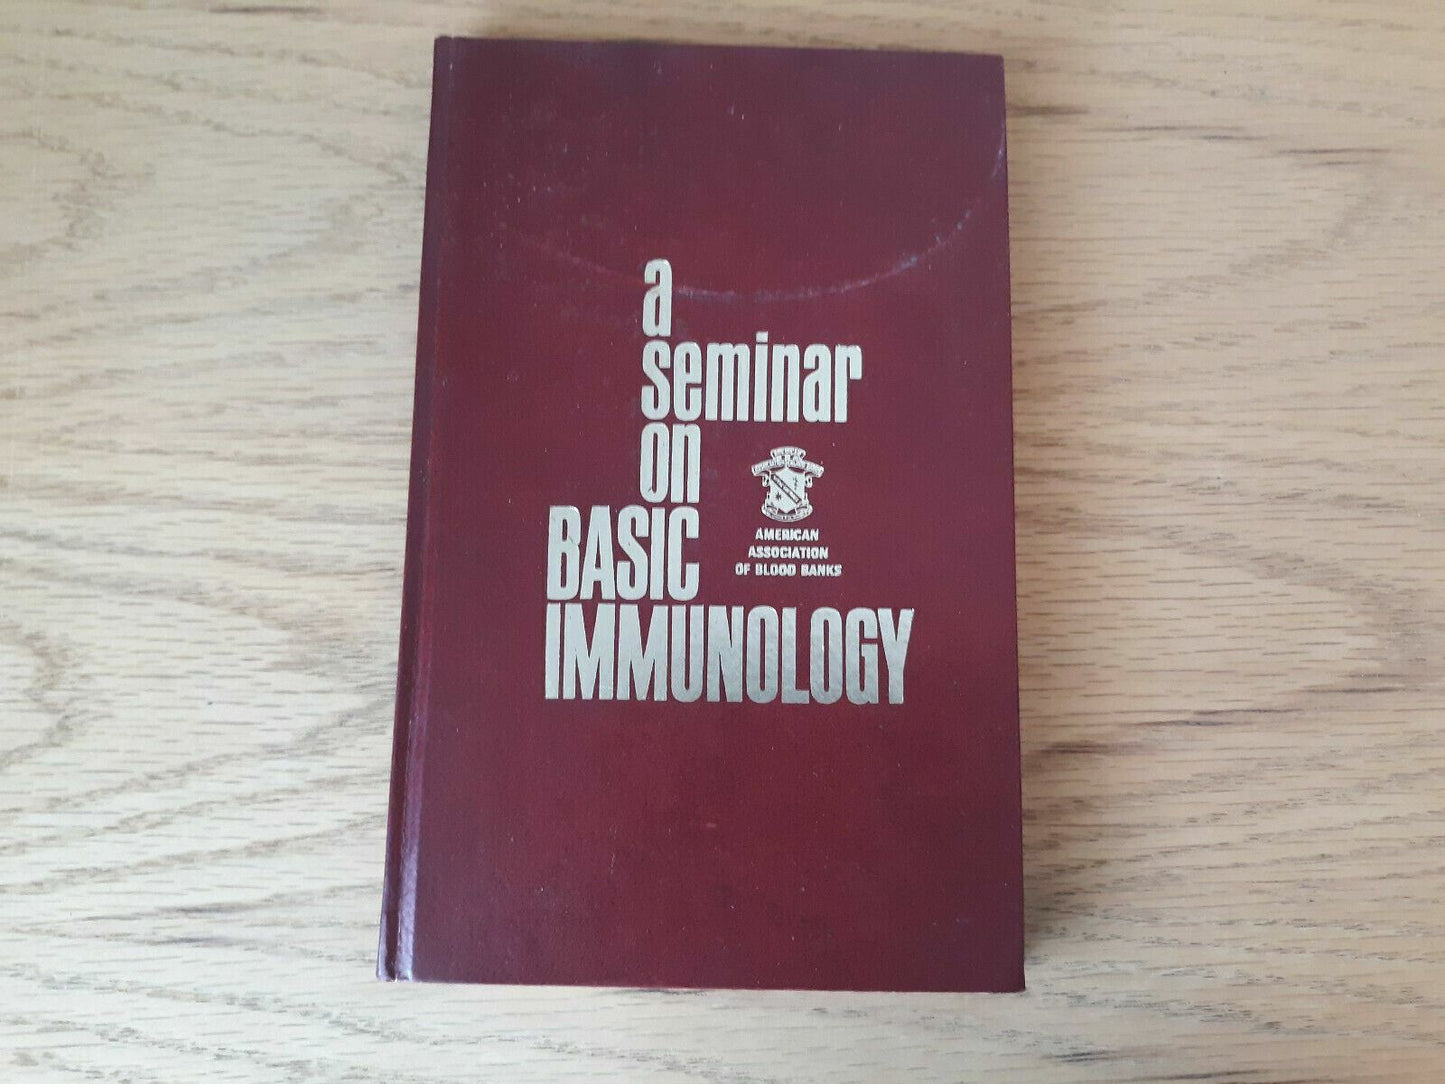 a
seminar
on
BASIC
IMMUNOLOGY
AMERICAN
ASSOCIATION
OF BLOOD BANKS